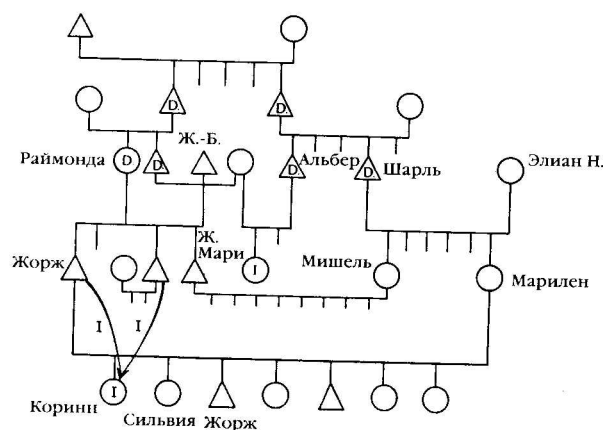 D. D.
Ж.-Б.
Раймонда D D. D. Альбер D. Шарль Элиан Н.
Ж.
Мари I Мишель
Жорж Марилен
I I
I
Коринн Сильвия Жорж